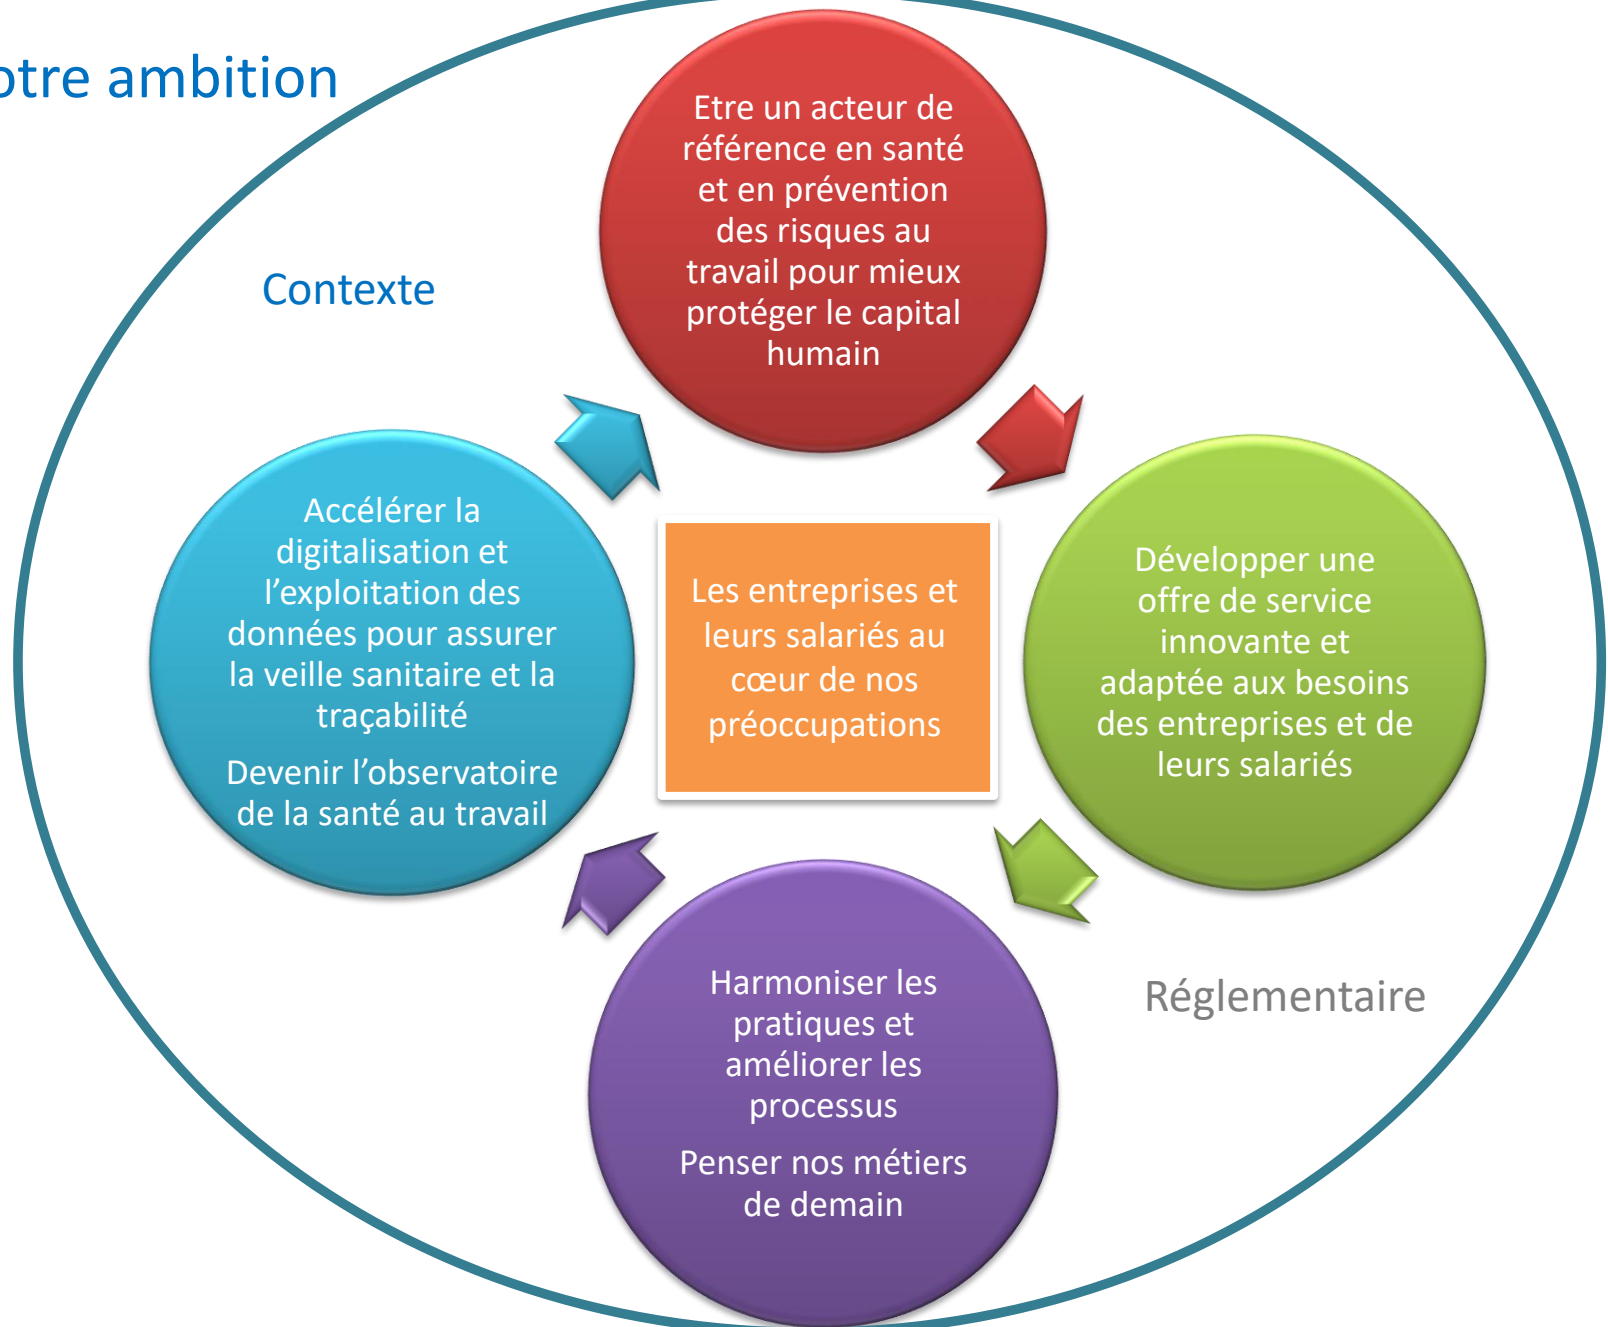 otre ambition
Etre un acteur de
référence en santé
et en prévention
des risques au
travail pour mieux
protéger le capital
humain
Contexte
Accélérer la
digitalisation et
l’exploitation des
données pour assurer
la veille sanitaire et la
traçabilité
Devenir l’observatoire
de la santé au travail
Les entreprises et
leurs salariés au
cœur de nos
préoccupations
Développer une
offre de service
innovante et
adaptée aux besoins
des entreprises et de
leurs salariés
Harmoniser les
pratiques et
améliorer les
processus
Penser nos métiers
de demain
Réglementaire